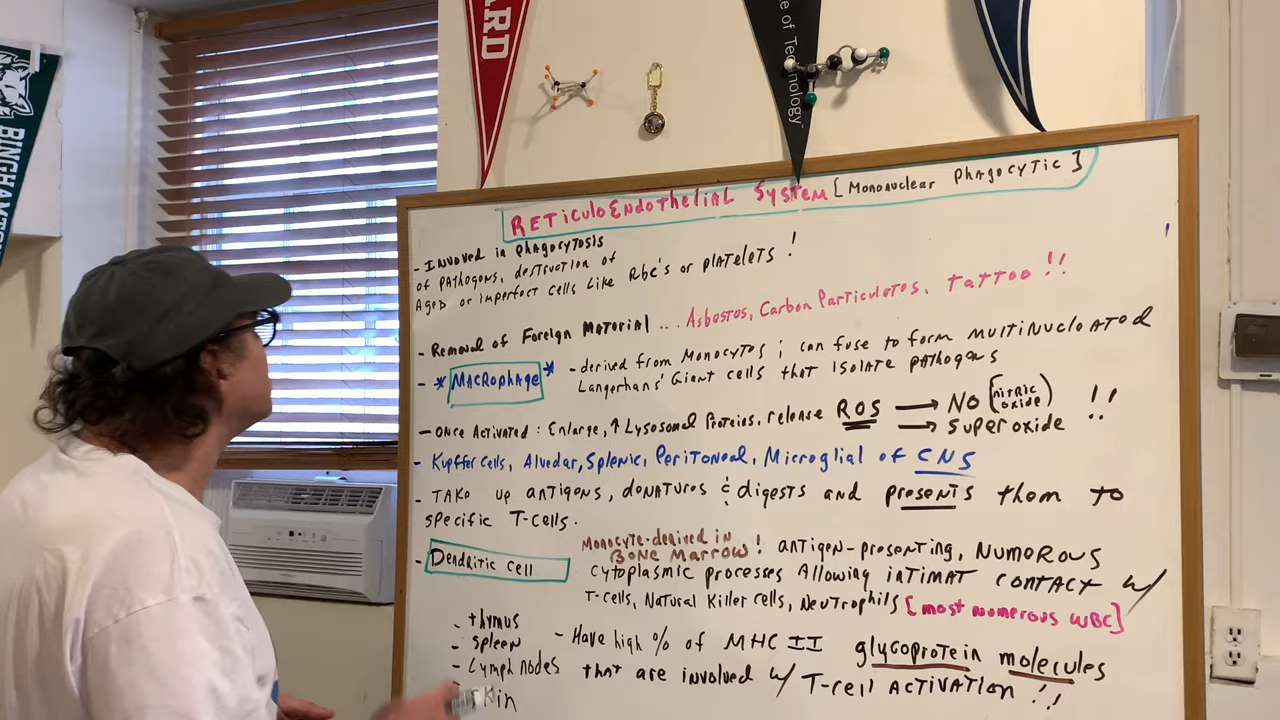 BINGHAMTON
ARD
e of Technology
RETICULOENDOTHELIAL SYSTEM [MONONUCLEAR PHAGOCYTIC]
- INVOVED IN PHAGOCYTOSIS
OF PATHOGENS, DESTRUCTION OF
AGED OR IMPERFECT CELLS LIKE RBC'S OR PLATELETS !
- REMOVAL OF FOREIGN MATERIAL ... ASBESTOS, CARBON PARTICULATES, TATTOO !!
- * MACROPHAGE * - derived from MONOCYTES ; CAN fuse to form MULTINUCLEATED
LANGERHANS' GIANT cells that ISOLATE PATHOGENS
- ONCE ACTIVATED : ENLARGE, ↑ LYSOSOMAL PROTEINS, release ROS → NO (NITRIC OXIDE) !!
→ SUPEROXIDE
- KUPFFER CELLS, ALVEOLAR, SPLENIC, PERITONEAL, MICROGLIAL of CNS
- TAKE UP ANTIGENS, DENATURES & digests AND presents them to
specific T-cells.
- Dendritic cell
MONOCYTE-derived in
BONE MARROW ! ANTIGEN-PRESENTING, NUMEROUS
CYTOPLASMIC PROCESSES ALLOWING INTIMAT CONTACT w/
T-cells, NATURAL KILLER cells, NEUTROPHILS [MOST NUMEROUS WBC]
- THYMUS
- SPLEEN
- LYMPH NODES
- SKIN
- HAVE high % of MHC II glycoprotein molecules
THAT ARE INVOLVED w/ T-cell ACTIVATION !!